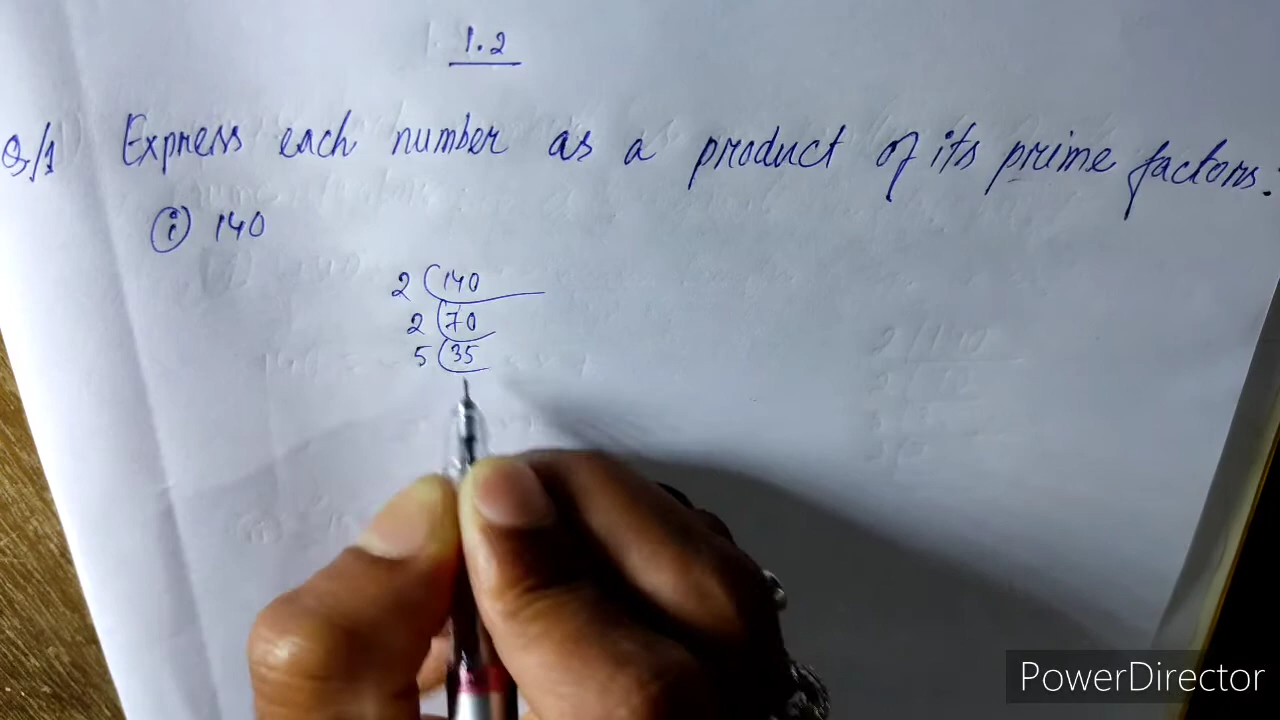 1.2
Q/1 Express each number as a product of its prime factors.
(i) 140
2 140
2 70
5 35
PowerDirector